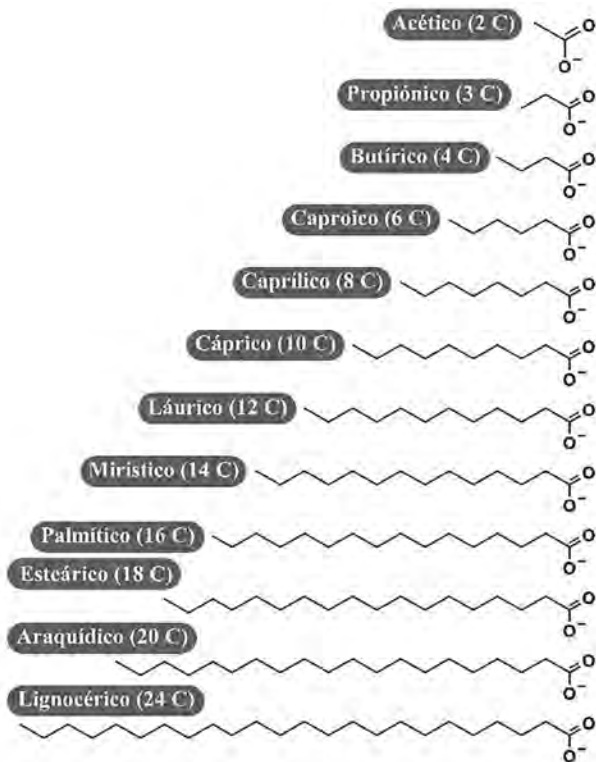 Acético (2 C)
O
O⁻
Propiónico (3 C)
O
O⁻
Butírico (4 C)
O
O⁻
Caproico (6 C)
O
O⁻
Caprílico (8 C)
O
O⁻
Cáprico (10 C)
O
O⁻
Láurico (12 C)
O
O⁻
Mirístico (14 C)
O
O⁻
Palmítico (16 C)
O
O⁻
Esteárico (18 C)
O
O⁻
Araquídico (20 C)
O
O⁻
Lignocérico (24 C)
O
O⁻